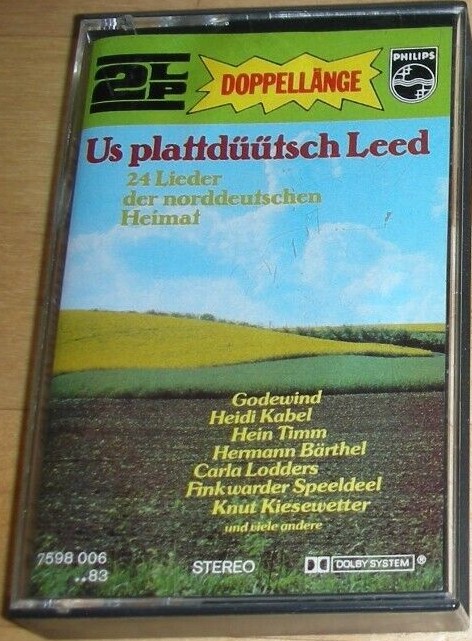 2LP
DOPPELLÄNGE
PHILIPS
Us plattdüütsch Leed
24 Lieder
der norddeutschen
Heimat
Godewind
Heidi Kabel
Hein Timm
Hermann Bärthel
Carla Lodders
Finkwarder Speeldeel
Knut Kiesewetter
und viele andere
7598 006
..83
STEREO
DOLBY SYSTEM ®